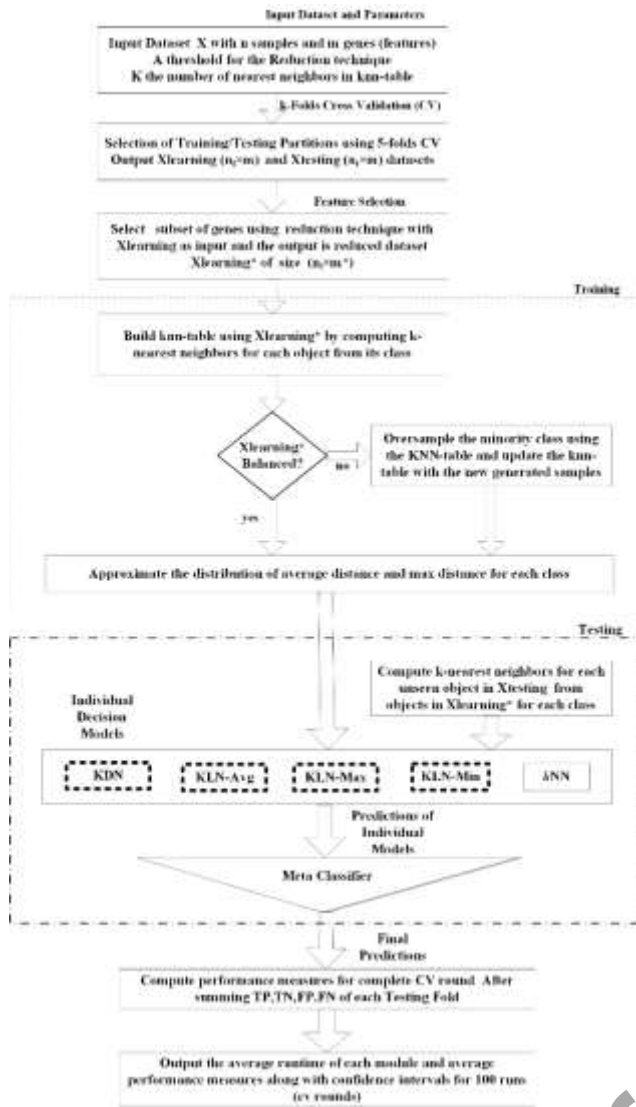 Input Dataset and Parameters
Input Dataset X with n samples and m genes (features)
A threshold for the Reduction technique
K the number of nearest neighbors in knn-table
k-Folds Cross Validation (CV)
Selection of Training/Testing Partitions using 5-folds CV
Output Xlearning (n₁×m) and Xtesting (nₜ×m) datasets
Feature Selection
Select subset of genes using reduction technique with
Xlearning as input and the output is reduced dataset
Xlearning* of size (n₁×m*)
Training
Build knn-table using Xlearning* by computing k-
nearest neighbors for each object from its class
Xlearning*
Balanced?
no
Oversample the minority class using
the KNN-table and update the knn-
table with the new generated samples
yes
Approximate the distribution of average distance and max distance for each class
Testing
Compute k-nearest neighbors for each
unseen object in Xtesting from
objects in Xlearning* for each class
Individual
Decision
Models
KDN
KLN-Avg
KLN-Max
KLN-Min
kNN
Predictions of
Individual
Models
Meta Classifier
Final
Predictions
Compute performance measures for complete CV round. After
summing TP,TN,FP,FN of each Testing Fold
Output the average runtime of each module and average
performance measures along with confidence intervals for 100 runs
(cv rounds)